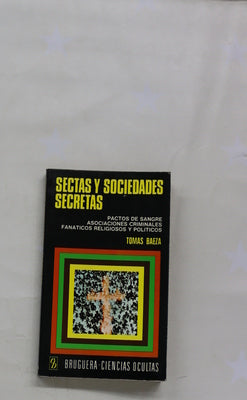 SECTAS Y SOCIEDADES
SECRETAS
PACTOS DE SANGRE
ASOCIACIONES CRIMINALES
FANATICOS RELIGIOSOS Y POLITICOS
TOMAS BAEZA
BRUGUERA-CIENCIAS OCULTAS